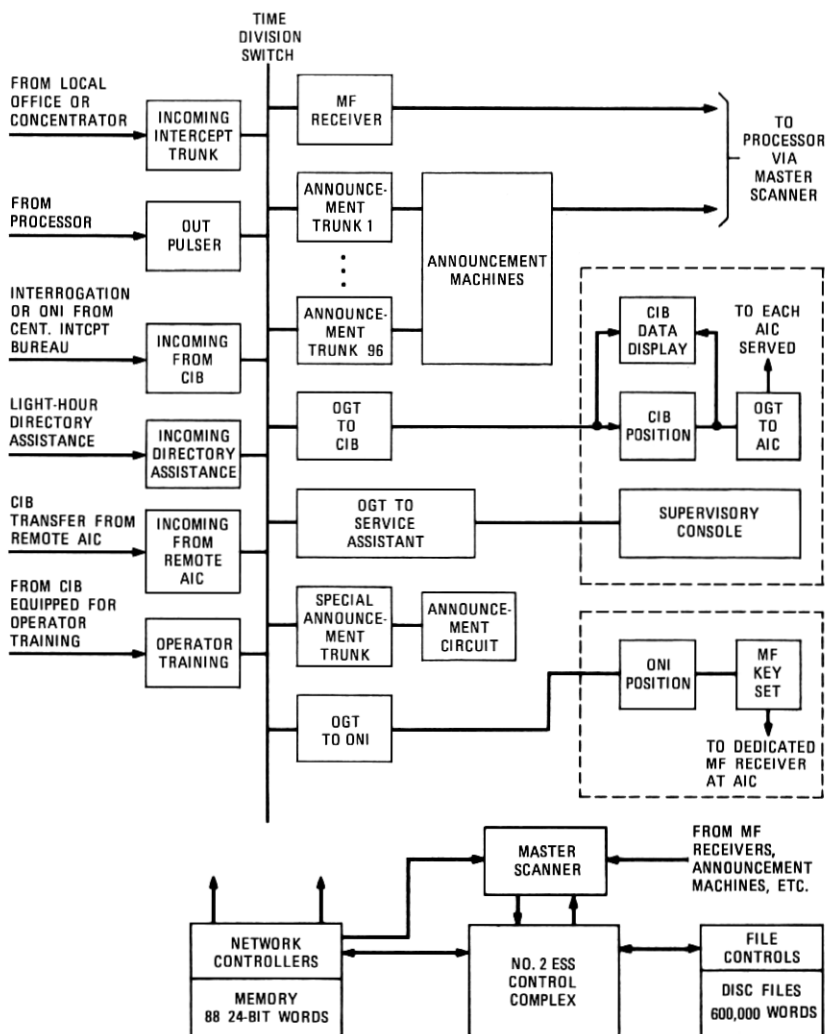 TIME
DIVISION
SWITCH
FROM LOCAL
OFFICE OR
CONCENTRATOR
INCOMING
INTERCEPT
TRUNK
MF
RECEIVER
TO
PROCESSOR
VIA
MASTER
SCANNER
FROM
PROCESSOR
OUT
PULSER
ANNOUNCE-
MENT
TRUNK 1
ANNOUNCEMENT
MACHINES
INTERROGATION
OR ONI FROM
CENT. INTCPT
BUREAU
INCOMING
FROM
CIB
ANNOUNCE-
MENT
TRUNK 96
CIB
DATA
DISPLAY
TO EACH
AIC
SERVED
LIGHT-HOUR
DIRECTORY
ASSISTANCE
INCOMING
DIRECTORY
ASSISTANCE
OGT
TO
CIB
CIB
POSITION
OGT
TO
AIC
CIB
TRANSFER FROM
REMOTE AIC
INCOMING
FROM
REMOTE
AIC
OGT TO
SERVICE
ASSISTANT
SUPERVISORY
CONSOLE
FROM CIB
EQUIPPED FOR
OPERATOR
TRAINING
OPERATOR
TRAINING
SPECIAL
ANNOUNCE-
MENT
TRUNK
ANNOUNCE-
MENT
CIRCUIT
OGT
TO ONI
ONI
POSITION
MF
KEY
SET
TO DEDICATED
MF RECEIVER
AT AIC
MASTER
SCANNER
FROM MF
RECEIVERS,
ANNOUNCEMENT
MACHINES, ETC.
NETWORK
CONTROLLERS
MEMORY
88 24-BIT WORDS
NO. 2 ESS
CONTROL
COMPLEX
FILE
CONTROLS
DISC FILES
600,000 WORDS